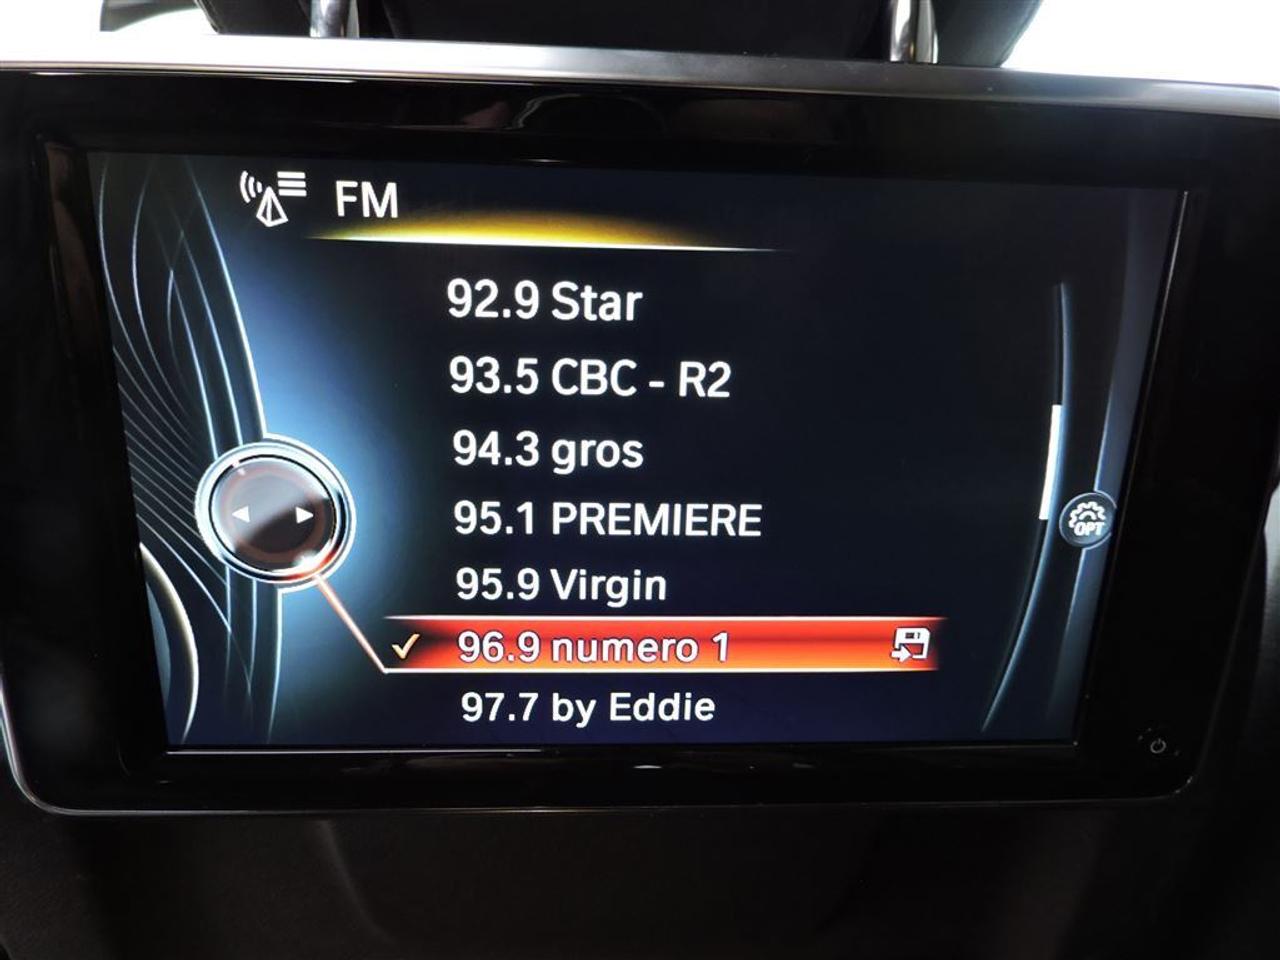 FM
92.9 Star
93.5 CBC - R2
94.3 gros
95.1 PREMIERE
95.9 Virgin
96.9 numero 1
97.7 by Eddie
OPT